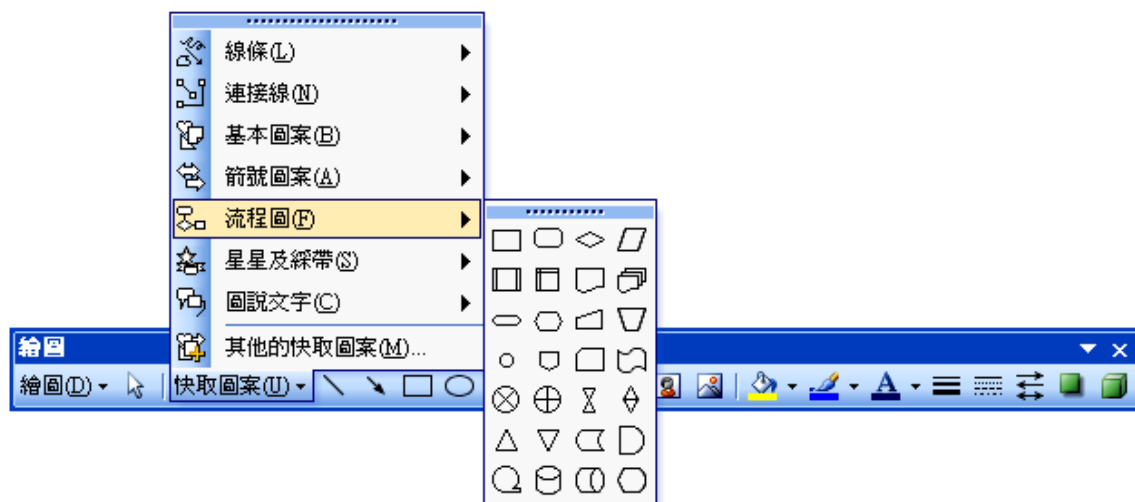 線條(L)
連接線(N)
基本圖案(B)
箭號圖案(A)
流程圖(F)
星星及綵帶(S)
圖說文字(C)
其他的快取圖案(M)...
繪圖
繪圖(D)
快取圖案(U)
A